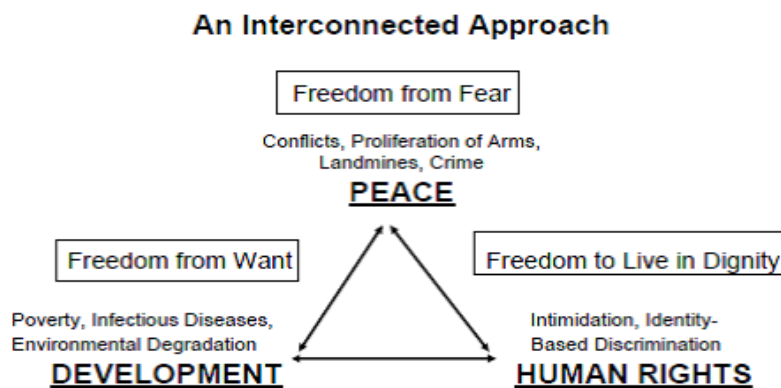 An Interconnected Approach
Freedom from Fear
Conflicts, Proliferation of Arms,
Landmines, Crime
PEACE
Freedom from Want
Freedom to Live in Dignity
Poverty, Infectious Diseases,
Environmental Degradation
DEVELOPMENT
Intimidation, Identity-
Based Discrimination
HUMAN RIGHTS